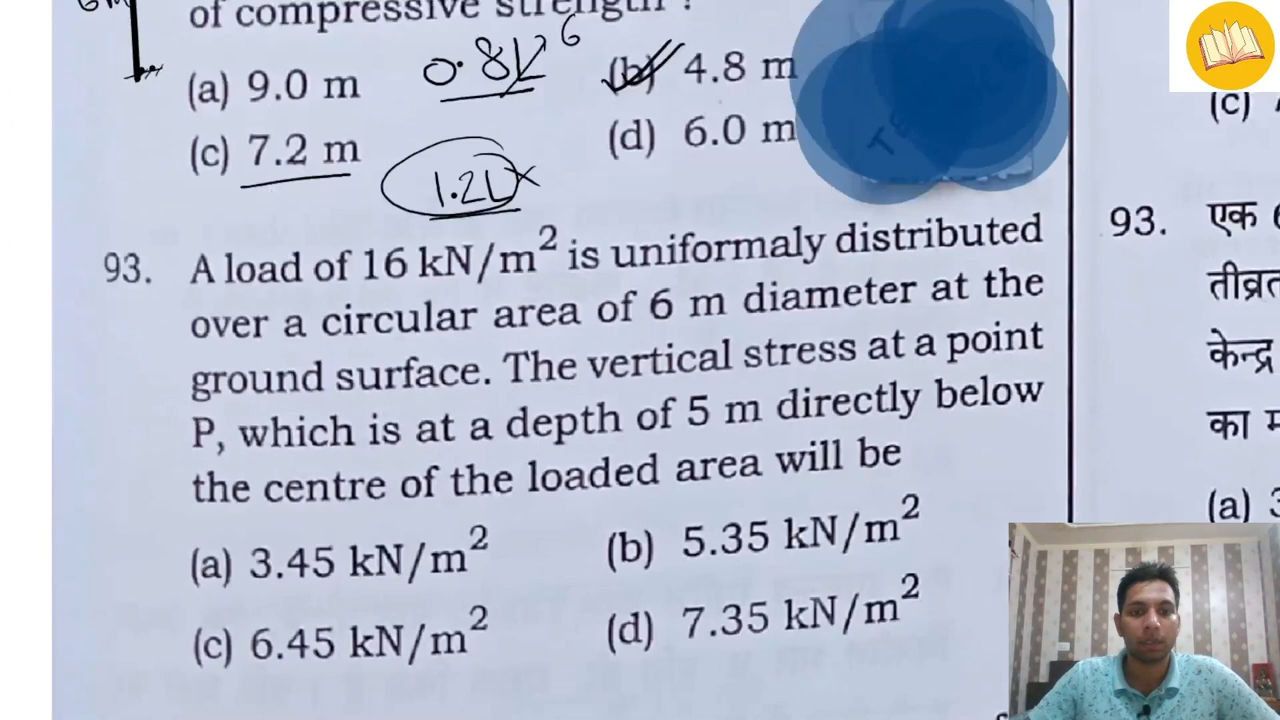 of compressive strength ?
(a) 9.0 m
0.8L
6
(b) 4.8 m
(c) 7.2 m
(d) 6.0 m
1.2L
93. A load of 16 kN/m² is uniformaly distributed
over a circular area of 6 m diameter at the
ground surface. The vertical stress at a point
P, which is at a depth of 5 m directly below
the centre of the loaded area will be
(a) 3.45 kN/m²
(b) 5.35 kN/m²
(c) 6.45 kN/m²
(d) 7.35 kN/m²
(c)
93. एक
केन्द्र
का
(a) 3